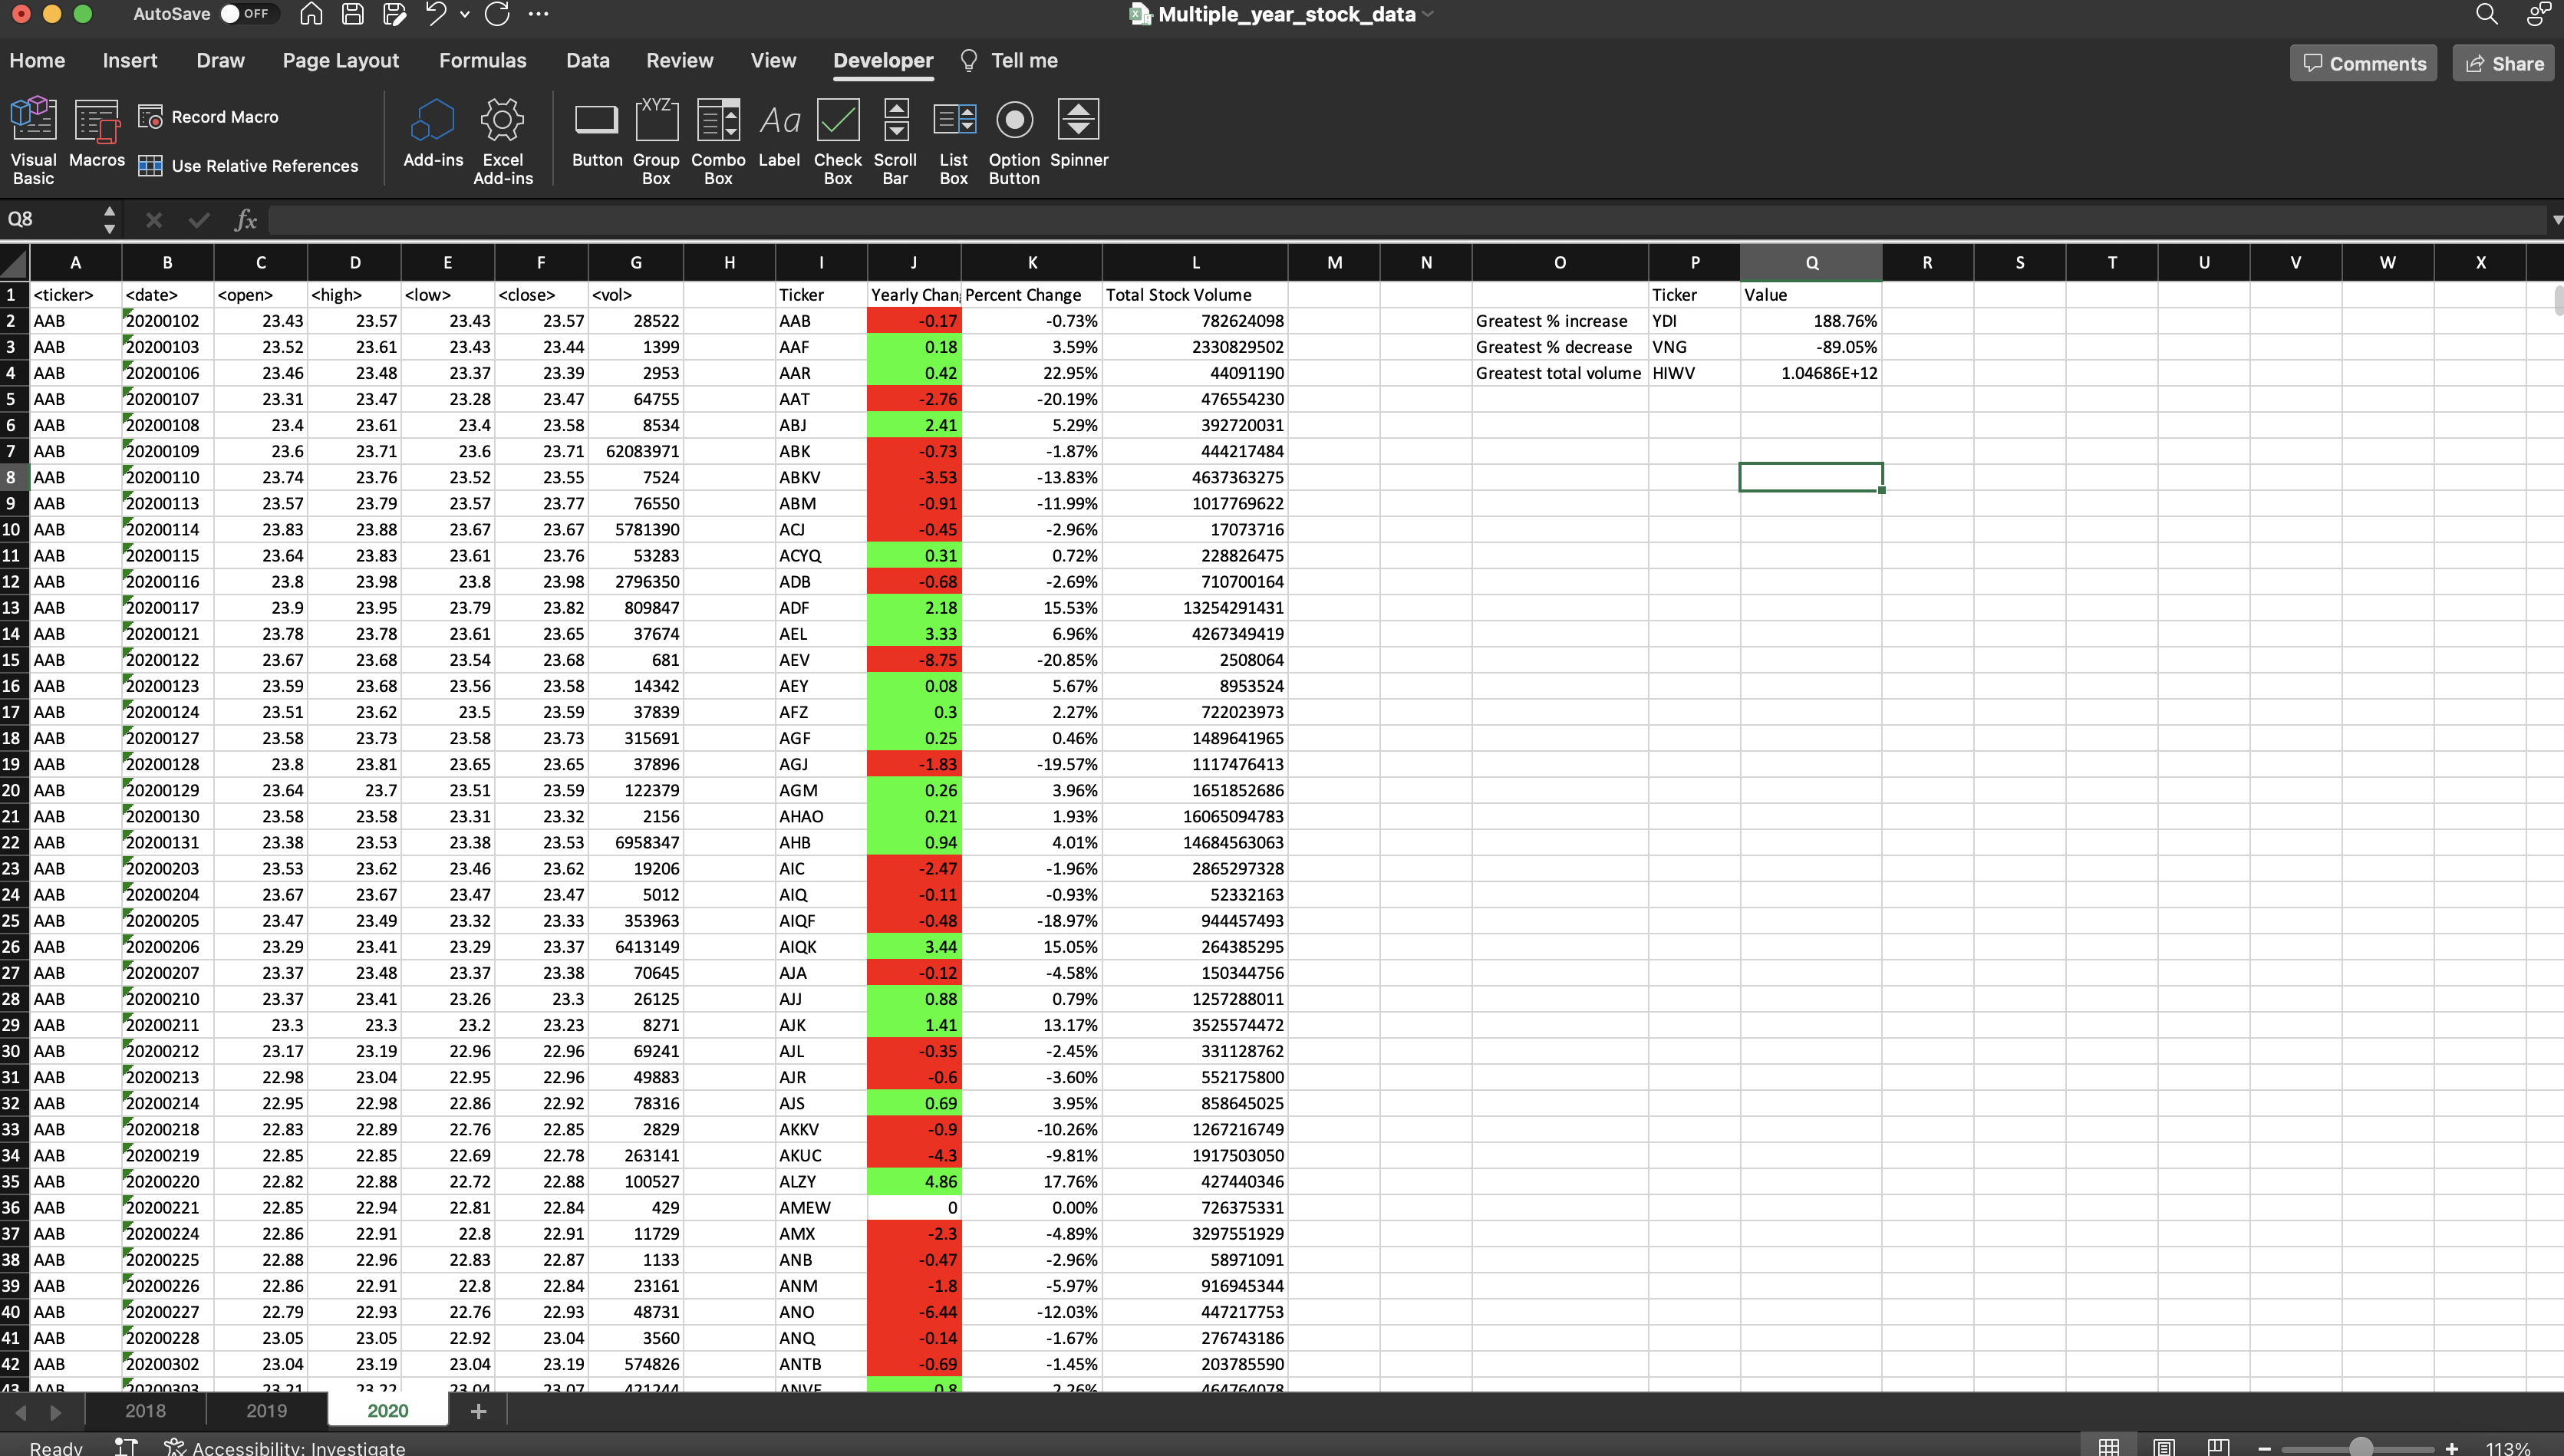 AutoSave OFF Multiple_year_stock_data
Home Insert Draw Page Layout Formulas Data Review View Developer Tell me Comments Share
Visual Basic
Macros
Record Macro
Use Relative References
Add-ins
Excel Add-ins
Button
XYZ
Group Box
Combo Box
Aa
Label
Check Box
Scroll Bar
List Box
Option Button
Spinner
Q8 fx
A B C D E F G H I J K L M N O P Q R S T U V W X
1 <ticker> <date> <open> <high> <low> <close> <vol> Ticker Yearly Chan Percent Change Total Stock Volume Ticker Value
2 AAB 20200102 23.43 23.57 23.43 23.57 28522 AAB -0.17 -0.73% 782624098 Greatest % increase YDI 188.76%
3 AAB 20200103 23.52 23.61 23.43 23.44 1399 AAF 0.18 3.59% 2330829502 Greatest % decrease VNG -89.05%
4 AAB 20200106 23.46 23.48 23.37 23.39 2953 AAR 0.42 22.95% 44091190 Greatest total volume HIWV 1.04686E+12
5 AAB 20200107 23.31 23.47 23.28 23.47 64755 AAT -2.76 -20.19% 476554230
6 AAB 20200108 23.4 23.61 23.4 23.58 8534 ABJ 2.41 5.29% 392720031
7 AAB 20200109 23.6 23.71 23.6 23.71 62083971 ABK -0.73 -1.87% 444217484
8 AAB 20200110 23.74 23.76 23.52 23.55 7524 ABKV -3.53 -13.83% 4637363275
9 AAB 20200113 23.57 23.79 23.57 23.77 76550 ABM -0.91 -11.99% 1017769622
10 AAB 20200114 23.83 23.88 23.67 23.67 5781390 ACJ -0.45 -2.96% 17073716
11 AAB 20200115 23.64 23.83 23.61 23.76 53283 ACYQ 0.31 0.72% 228826475
12 AAB 20200116 23.8 23.98 23.8 23.98 2796350 ADB -0.68 -2.69% 710700164
13 AAB 20200117 23.9 23.95 23.79 23.82 809847 ADF 2.18 15.53% 13254291431
14 AAB 20200121 23.78 23.78 23.61 23.65 37674 AEL 3.33 6.96% 4267349419
15 AAB 20200122 23.67 23.68 23.54 23.68 681 AEV -8.75 -20.85% 2508064
16 AAB 20200123 23.59 23.68 23.56 23.58 14342 AEY 0.08 5.67% 8953524
17 AAB 20200124 23.51 23.62 23.5 23.59 37839 AFZ 0.3 2.27% 722023973
18 AAB 20200127 23.58 23.73 23.58 23.73 315691 AGF 0.25 0.46% 1489641965
19 AAB 20200128 23.8 23.81 23.65 23.65 37896 AGJ -1.83 -19.57% 1117476413
20 AAB 20200129 23.64 23.7 23.51 23.59 122379 AGM 0.26 3.96% 1651852686
21 AAB 20200130 23.58 23.58 23.31 23.32 2156 AHAO 0.21 1.93% 16065094783
22 AAB 20200131 23.38 23.53 23.38 23.53 6958347 AHB 0.94 4.01% 14684563063
23 AAB 20200203 23.53 23.62 23.46 23.62 19206 AIC -2.47 -1.96% 2865297328
24 AAB 20200204 23.67 23.67 23.47 23.47 5012 AIQ -0.11 -0.93% 52332163
25 AAB 20200205 23.47 23.49 23.32 23.33 353963 AIQF -0.48 -18.97% 944457493
26 AAB 20200206 23.29 23.41 23.29 23.37 6413149 AIQK 3.44 15.05% 264385295
27 AAB 20200207 23.37 23.48 23.37 23.38 70645 AJA -0.12 -4.58% 150344756
28 AAB 20200210 23.37 23.41 23.26 23.3 26125 AJJ 0.88 0.79% 1257288011
29 AAB 20200211 23.3 23.3 23.2 23.23 8271 AJK 1.41 13.17% 3525574472
30 AAB 20200212 23.17 23.19 22.96 22.96 69241 AJL -0.35 -2.45% 331128762
31 AAB 20200213 22.98 23.04 22.95 22.96 49883 AJR -0.6 -3.60% 552175800
32 AAB 20200214 22.95 22.98 22.86 22.92 78316 AJS 0.69 3.95% 858645025
33 AAB 20200218 22.83 22.89 22.76 22.85 2829 AKKV -0.9 -10.26% 1267216749
34 AAB 20200219 22.85 22.85 22.69 22.78 263141 AKUC -4.3 -9.81% 1917503050
35 AAB 20200220 22.82 22.88 22.72 22.88 100527 ALZY 4.86 17.76% 427440346
36 AAB 20200221 22.85 22.94 22.81 22.84 429 AMEW 0 0.00% 726375331
37 AAB 20200224 22.86 22.91 22.8 22.91 11729 AMX -2.3 -4.89% 3297551929
38 AAB 20200225 22.88 22.96 22.83 22.87 1133 ANB -0.47 -2.96% 58971091
39 AAB 20200226 22.86 22.91 22.8 22.84 23161 ANM -1.8 -5.97% 916945344
40 AAB 20200227 22.79 22.93 22.76 22.93 48731 ANO -6.44 -12.03% 447217753
41 AAB 20200228 23.05 23.05 22.92 23.04 3560 ANQ -0.14 -1.67% 276743186
42 AAB 20200302 23.04 23.19 23.04 23.19 574826 ANTB -0.69 -1.45% 203785590
43 AAB 20200303 23.21 23.22 23.04 23.07 421244 ANVE 0.8 2.26% 464764078
2018 2019 2020 +
Ready Accessibility: Investigate 113%